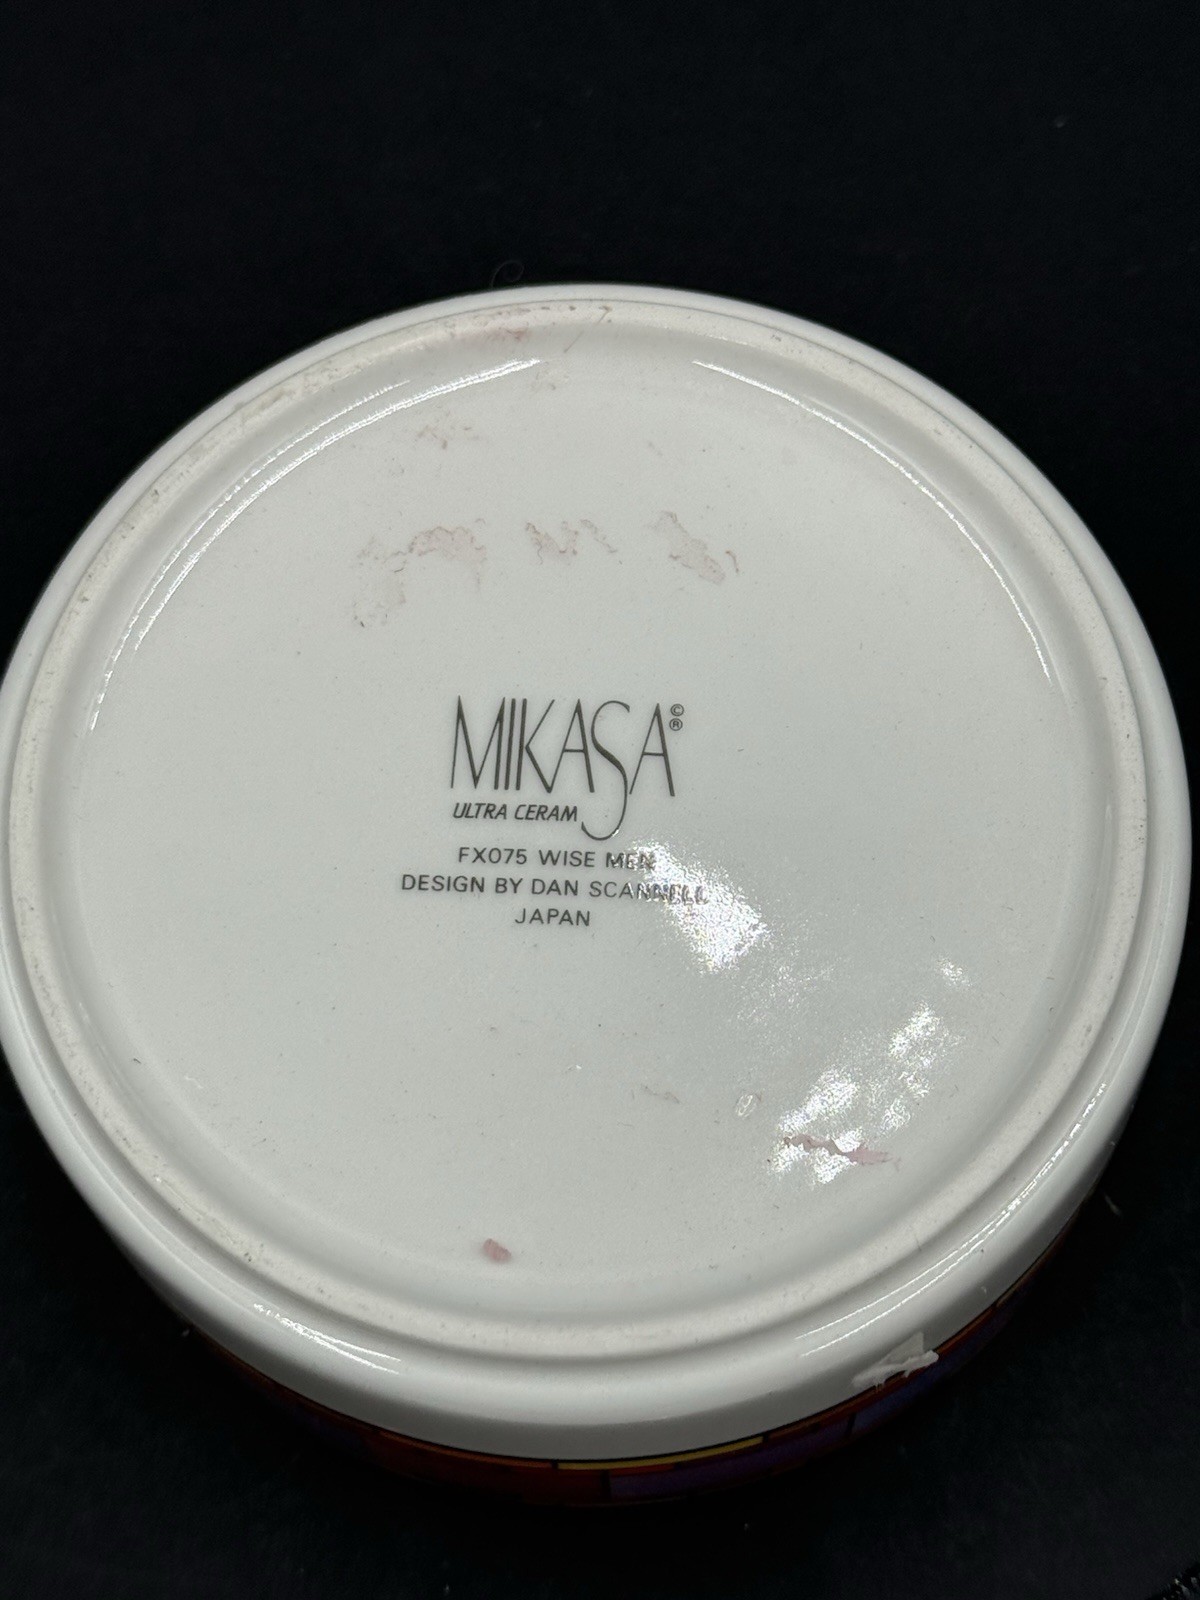 MIKASA©®
ULTRA CERAM
FX075 WISE MEN
DESIGN BY DAN SCANNELL
JAPAN